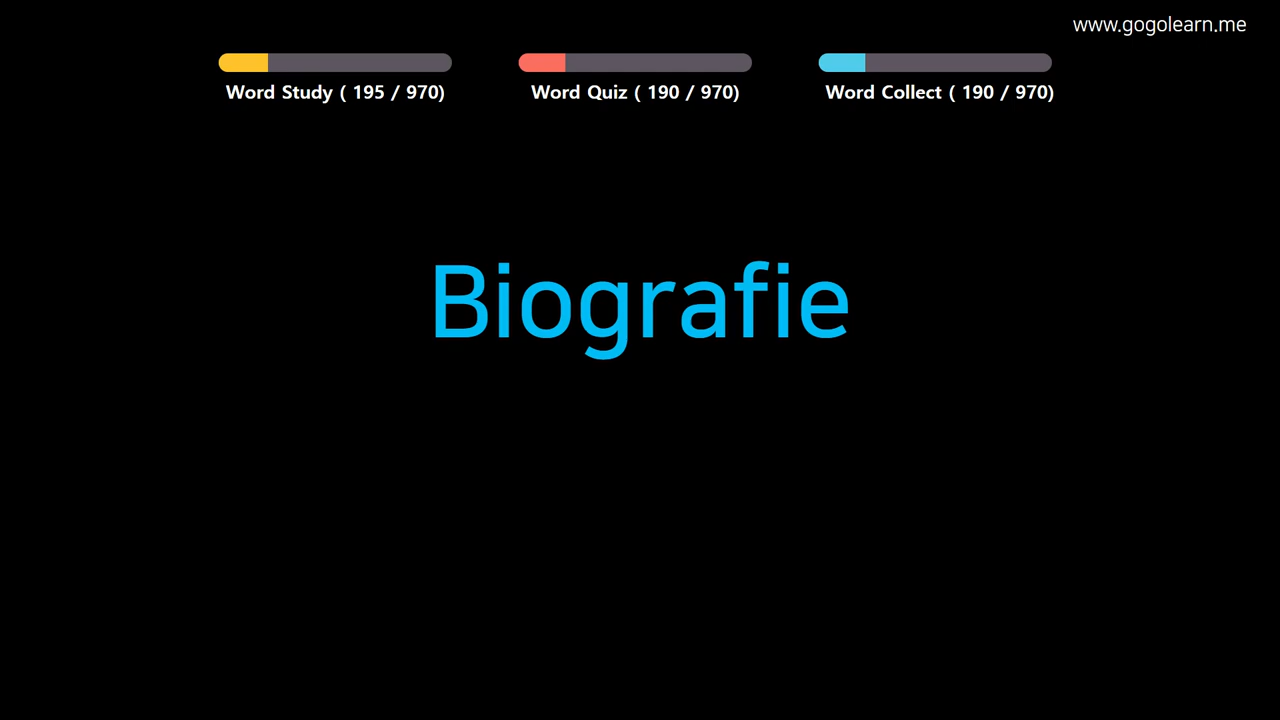 www.gogolearn.me
Word Study ( 195 / 970)
Word Quiz ( 190 / 970)
Word Collect ( 190 / 970)
Biografie